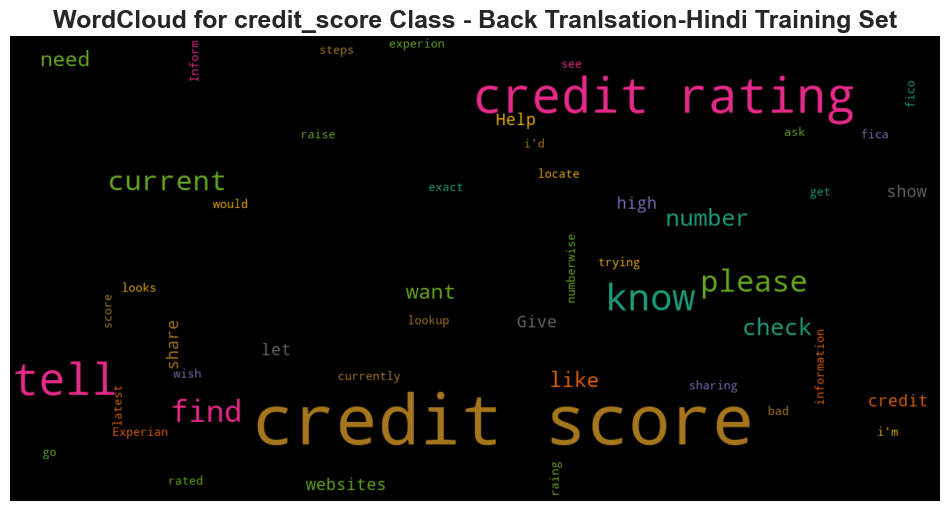 WordCloud for credit_score Class - Back Tranlsation-Hindi Training Set
experion
steps
Inform
need
see
credit rating
fico
Help
raise
ask
fica
i'd
locate
current
exact
get
show
would
high
number
numberwise
trying
please
looks
want
know
score
lookup
Give
check
share
let
information
tell
wish
currently
like
sharing
latest
find
credit score
credit
bad
Experian
i'm
go
raing
rated
websites